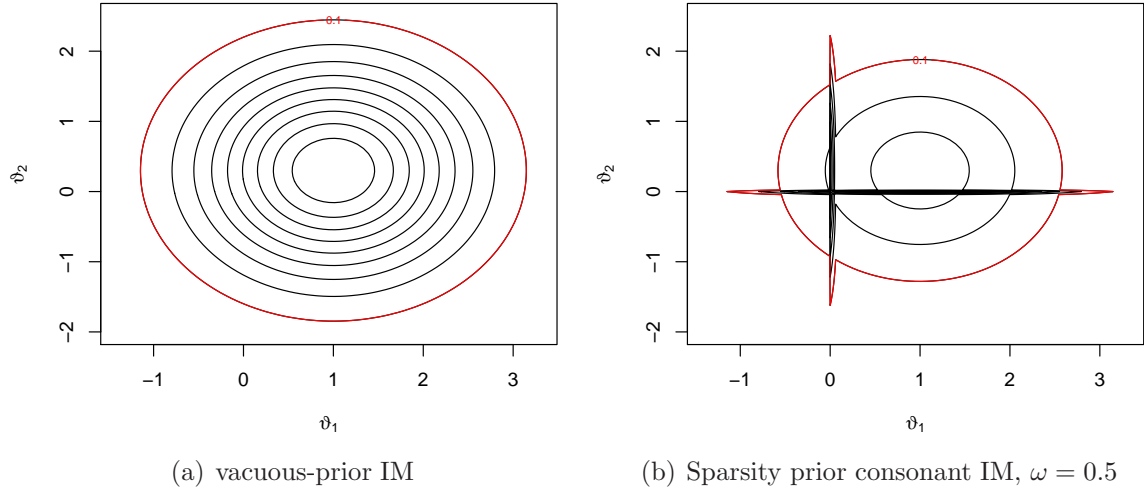 0.1
0.1
2
1
0
−1
−2
ϑ₂
−1 0 1 2 3
ϑ₁
2
1
0
−1
−2
ϑ₂
−1 0 1 2 3
ϑ₁
(a) vacuous-prior IM
(b) Sparsity prior consonant IM, ω = 0.5